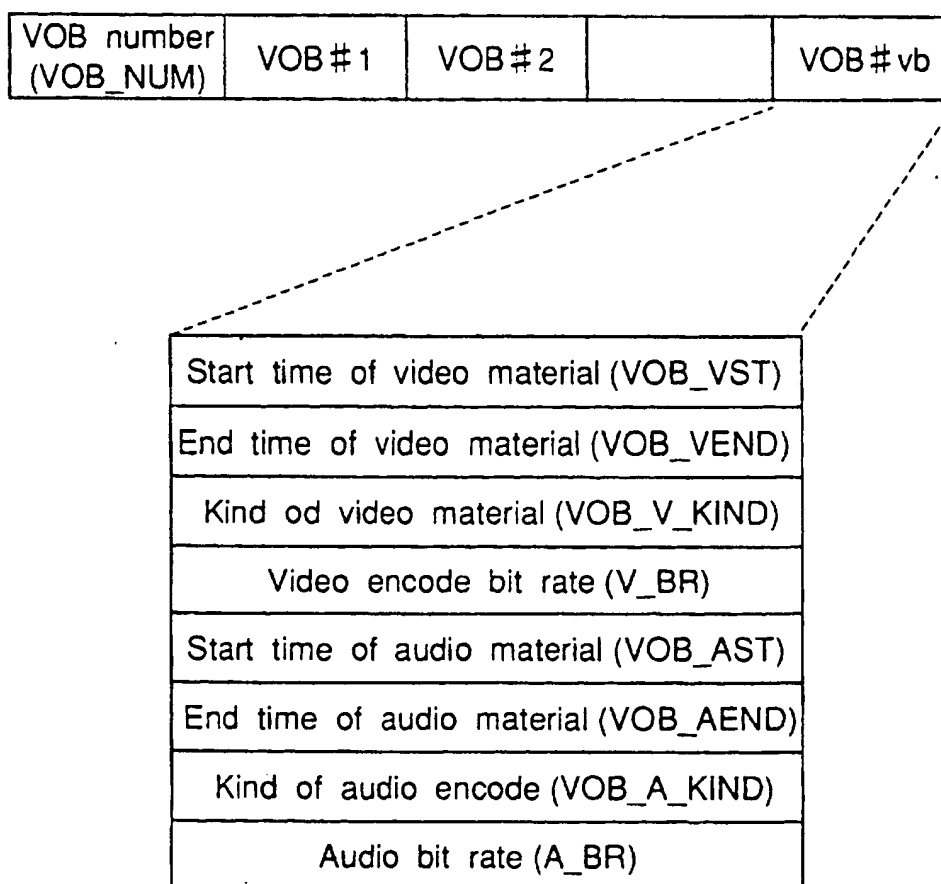 VOB number
(VOB_NUM)
VOB#1
VOB#2
VOB#vb
Start time of video material (VOB_VST)
End time of video material (VOB_VEND)
Kind od video material (VOB_V_KIND)
Video encode bit rate (V_BR)
Start time of audio material (VOB_AST)
End time of audio material (VOB_AEND)
Kind of audio encode (VOB_A_KIND)
Audio bit rate (A_BR)